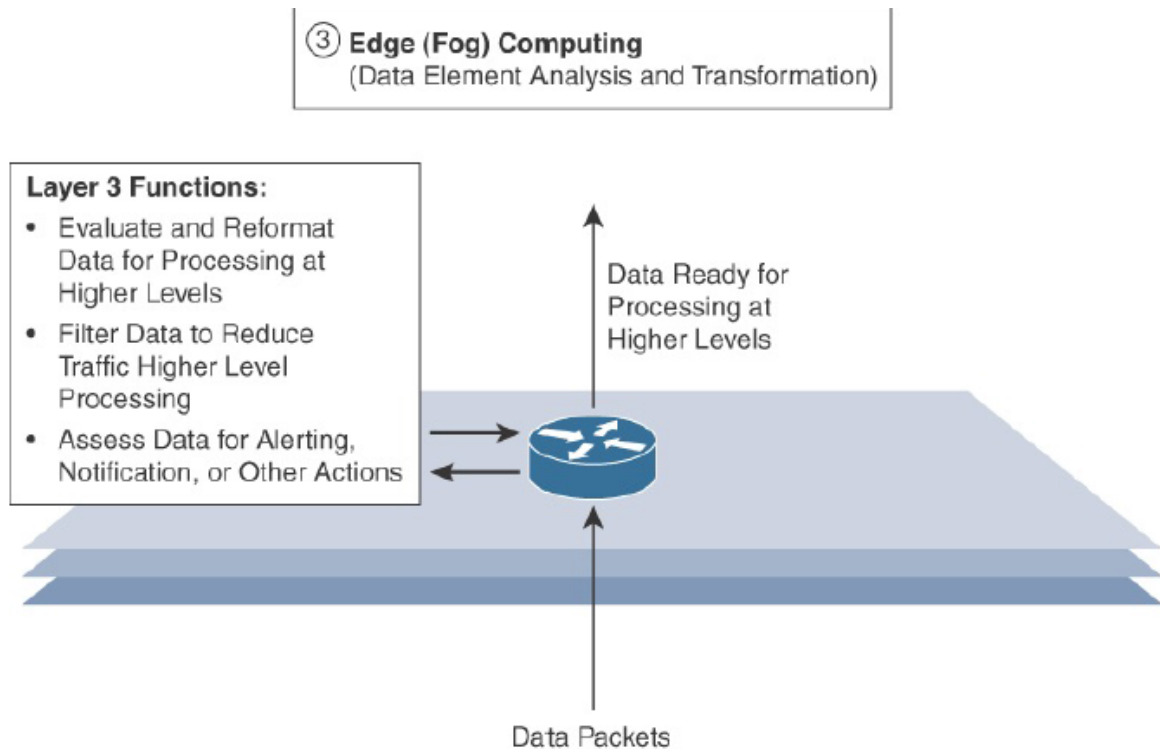 ③ Edge (Fog) Computing
(Data Element Analysis and Transformation)
Layer 3 Functions:
• Evaluate and Reformat
Data for Processing at
Higher Levels
• Filter Data to Reduce
Traffic Higher Level
Processing
• Assess Data for Alerting,
Notification, or Other Actions
Data Ready for
Processing at
Higher Levels
Data Packets